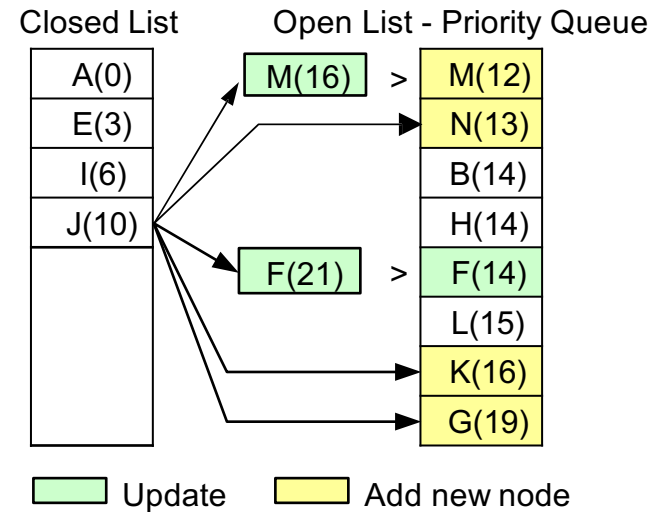 Closed List
Open List - Priority Queue
A(0)
M(16) > M(12)
E(3)
N(13)
I(6)
B(14)
J(10)
H(14)
F(21) > F(14)
L(15)
K(16)
G(19)
Update
Add new node